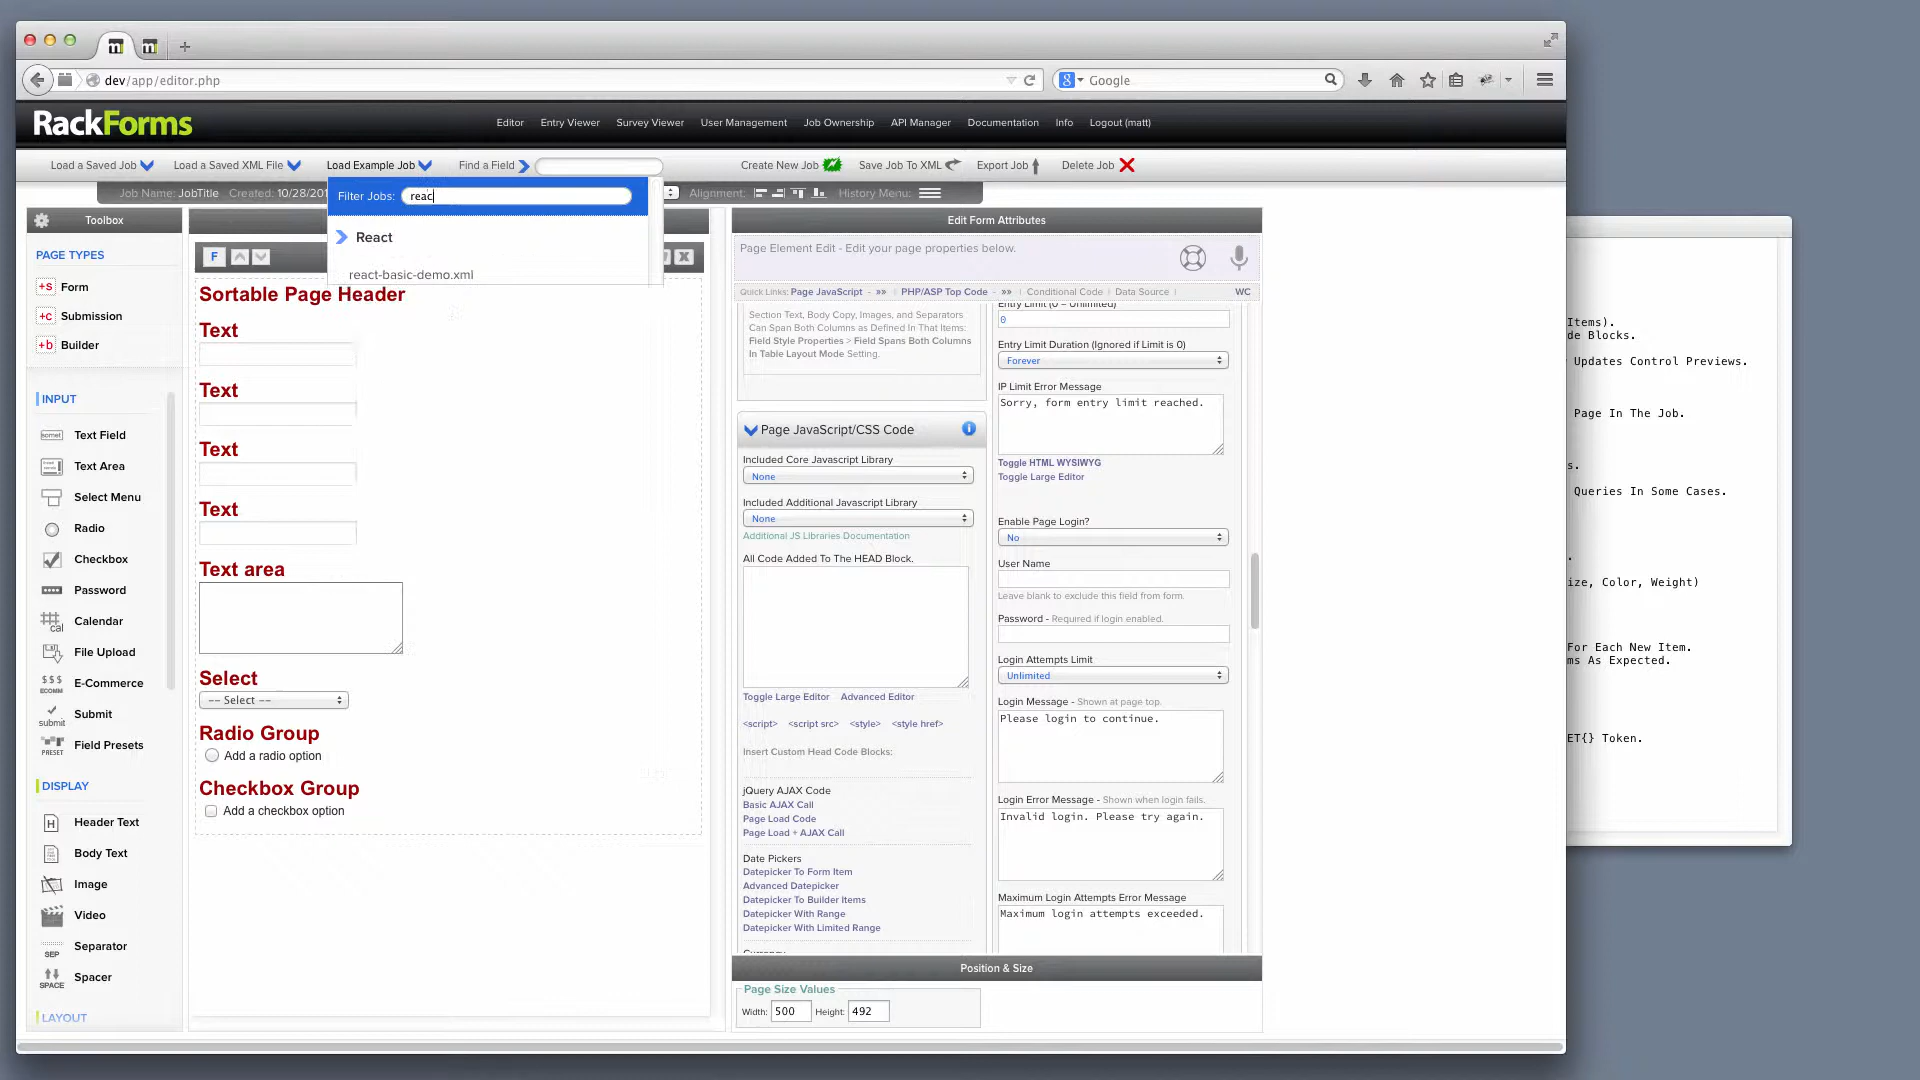 dev/app/editor.php
Google
RackForms
Editor
Entry Viewer
Survey Viewer
User Management
Job Ownership
API Manager
Documentation
Info
Logout (matt)
Load a Saved Job
Load a Saved XML File
Load Example Job
Find a Field
Create New Job
Save Job To XML
Export Job
Delete Job
Job Name: JobTitle Created: 10/28/201
Alignment:
History Menu:
Filter Jobs: reac
React
react-basic-demo.xml
Toolbox
PAGE TYPES
+s Form
+c Submission
+b Builder
INPUT
Text Field
Text Area
Select Menu
Radio
Checkbox
Password
cal Calendar
File Upload
$ $ $ ECOMM E-Commerce
submit Submit
PRESET Field Presets
DISPLAY
H Header Text
Body Text
Image
Video
SEP Separator
SPACE Spacer
LAYOUT
F
Sortable Page Header
Text
Text
Text
Text
Text area
Select
-- Select --
Radio Group
Add a radio option
Checkbox Group
Add a checkbox option
Edit Form Attributes
Page Element Edit - Edit your page properties below.
Quick Links: Page JavaScript - »» | PHP/ASP Top Code - »» | Conditional Code | Data Source |
WC
Section Text, Body Copy, Images, and Separators
Can Span Both Columns as Defined In That Items:
Field Style Properties > Field Spans Both Columns
In Table Layout Mode Setting.
Page JavaScript/CSS Code
Included Core Javascript Library
None
Included Additional Javascript Library
None
Additional JS Libraries Documentation
All Code Added To The HEAD Block.
Toggle Large Editor Advanced Editor
<script> <script src> <style> <style href>
Insert Custom Head Code Blocks:
jQuery AJAX Code
Basic AJAX Call
Page Load Code
Page Load + AJAX Call
Date Pickers
Datepicker To Form Item
Advanced Datepicker
Datepicker To Builder Items
Datepicker With Range
Datepicker With Limited Range
Currency
Entry Limit (0 = Unlimited)
0
Entry Limit Duration (Ignored if Limit is 0)
Forever
IP Limit Error Message
Sorry, form entry limit reached.
Toggle HTML WYSIWYG
Toggle Large Editor
Enable Page Login?
No
User Name
Leave blank to exclude this field from form.
Password - Required if login enabled.
Login Attempts Limit
Unlimited
Login Message - Shown at page top.
Please login to continue.
Login Error Message - Shown when login fails.
Invalid login. Please try again.
Maximum Login Attempts Error Message
Maximum login attempts exceeded.
Position & Size
Page Size Values
Width: 500 Height: 492
Items).
de Blocks.
Updates Control Previews.
Page In The Job.
s.
Queries In Some Cases.
ize, Color, Weight)
For Each New Item.
ms As Expected.
ET{} Token.